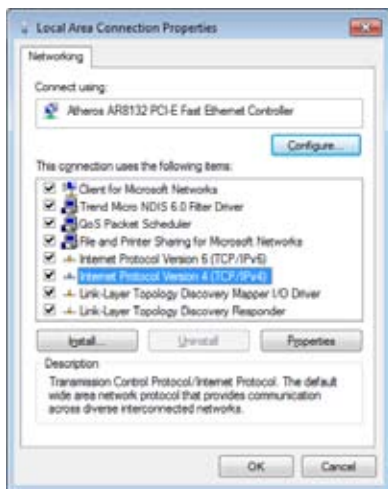 Local Area Connection Properties
Networking
Connect using:
Atheros AR8132 PCI-E Fast Ethernet Controller
Configure...
This connection uses the following items:
Client for Microsoft Networks
Trend Micro NDIS 6.0 Filter Driver
QoS Packet Scheduler
File and Printer Sharing for Microsoft Networks
Internet Protocol Version 6 (TCP/IPv6)
Internet Protocol Version 4 (TCP/IPv4)
Link-Layer Topology Discovery Mapper I/O Driver
Link-Layer Topology Discovery Responder
Install...
Uninstall
Properties
Description
Transmission Control Protocol/Internet Protocol. The default
wide area network protocol that provides communication
across diverse interconnected networks.
OK
Cancel